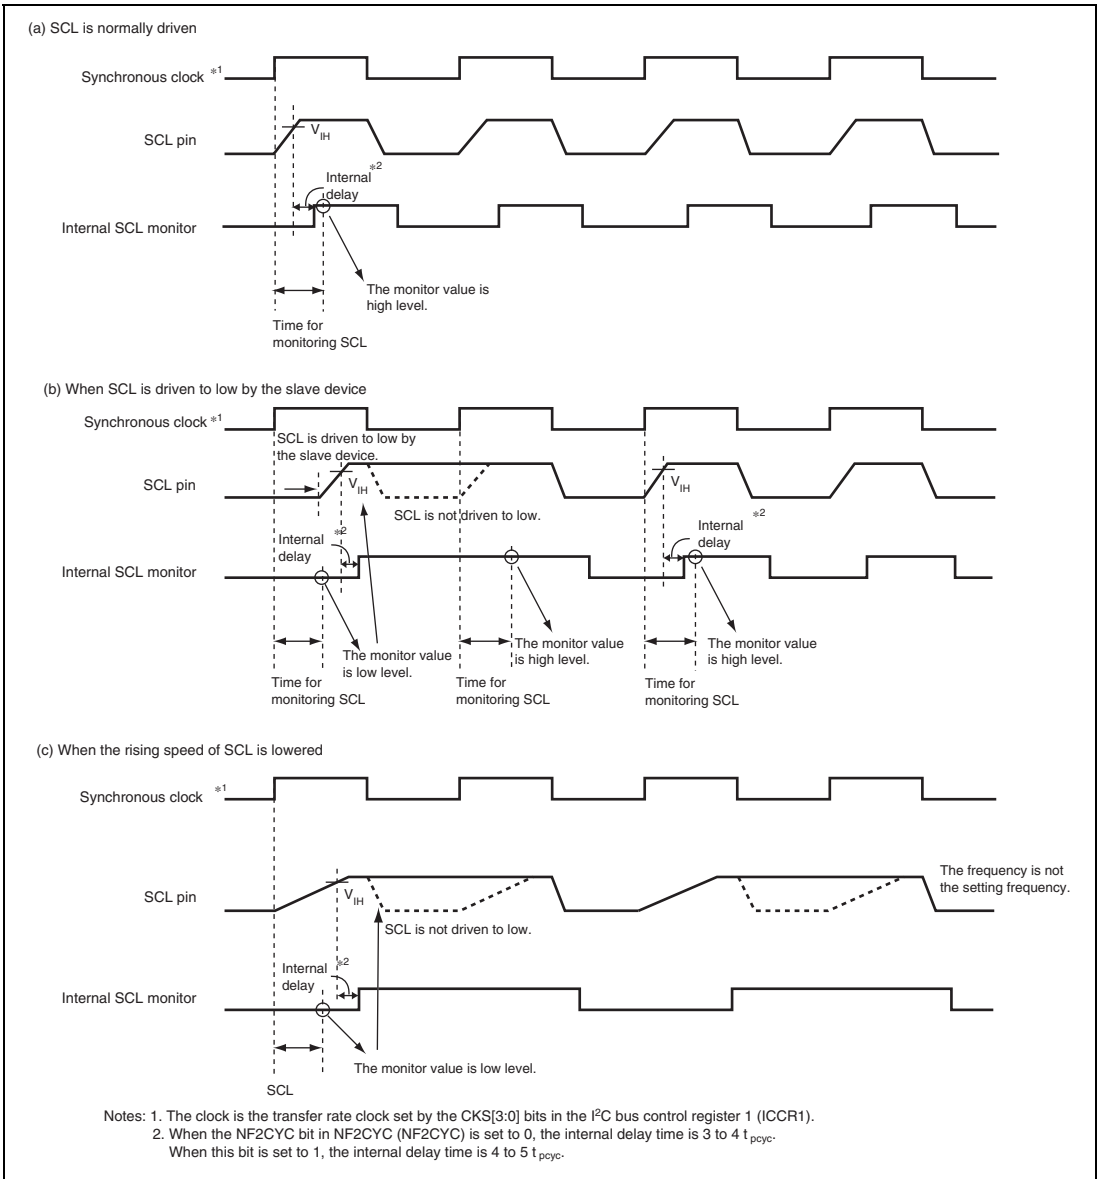 (a) SCL is normally driven
Synchronous clock *1
SCL pin
VIH
Internal *2
delay
Internal SCL monitor
The monitor value is
high level.
Time for
monitoring SCL
(b) When SCL is driven to low by the slave device
Synchronous clock *1
SCL is driven to low by
the slave device.
SCL pin
VIH
VIH
SCL is not driven to low.
Internal *2
delay
Internal *2
delay
Internal SCL monitor
The monitor value
is low level.
The monitor value
is high level.
The monitor value
is high level.
Time for
monitoring SCL
Time for
monitoring SCL
Time for
monitoring SCL
(c) When the rising speed of SCL is lowered
Synchronous clock *1
SCL pin
VIH
The frequency is not
the setting frequency.
SCL is not driven to low.
Internal *2
delay
Internal SCL monitor
The monitor value is low level.
SCL
Notes: 1. The clock is the transfer rate clock set by the CKS[3:0] bits in the I2C bus control register 1 (ICCR1).
2. When the NF2CYC bit in NF2CYC (NF2CYC) is set to 0, the internal delay time is 3 to 4 tpcyc.
When this bit is set to 1, the internal delay time is 4 to 5 tpcyc.